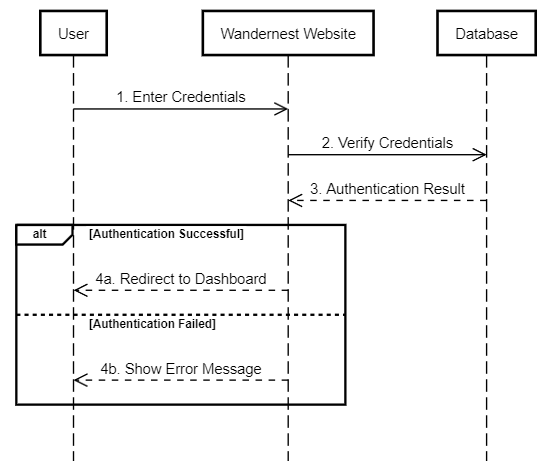 User
Wandernest Website
Database
1. Enter Credentials
2. Verify Credentials
3. Authentication Result
alt
[Authentication Successful]
4a. Redirect to Dashboard
[Authentication Failed]
4b. Show Error Message